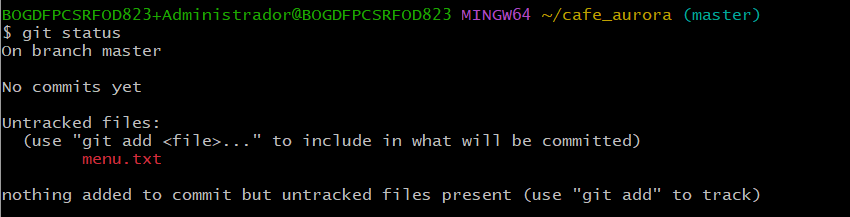 BOGDFPCSRFOD823+Administrador@BOGDFPCSRFOD823 MINGW64 ~/cafe_aurora (master)
$ git status
On branch master
No commits yet
Untracked files:
  (use "git add <file>..." to include in what will be committed)
        menu.txt
nothing added to commit but untracked files present (use "git add" to track)